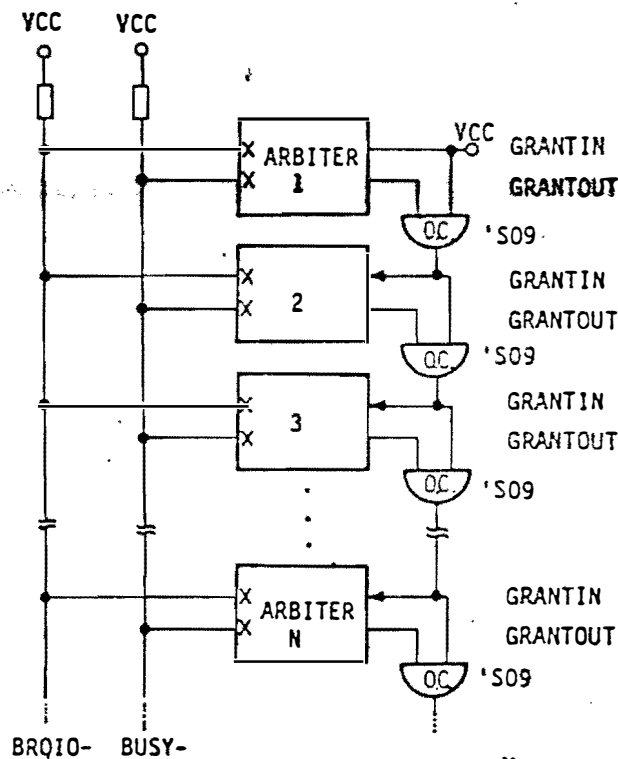 VCC VCC
VCC GRANTIN
ARBITER
1
GRANTOUT
O.C. 'S09
GRANTIN
2
GRANTOUT
O.C. 'S09
GRANTIN
3
GRANTOUT
O.C. 'S09
GRANTIN
ARBITER
N
GRANTOUT
O.C. 'S09
BRQIO- BUSY-